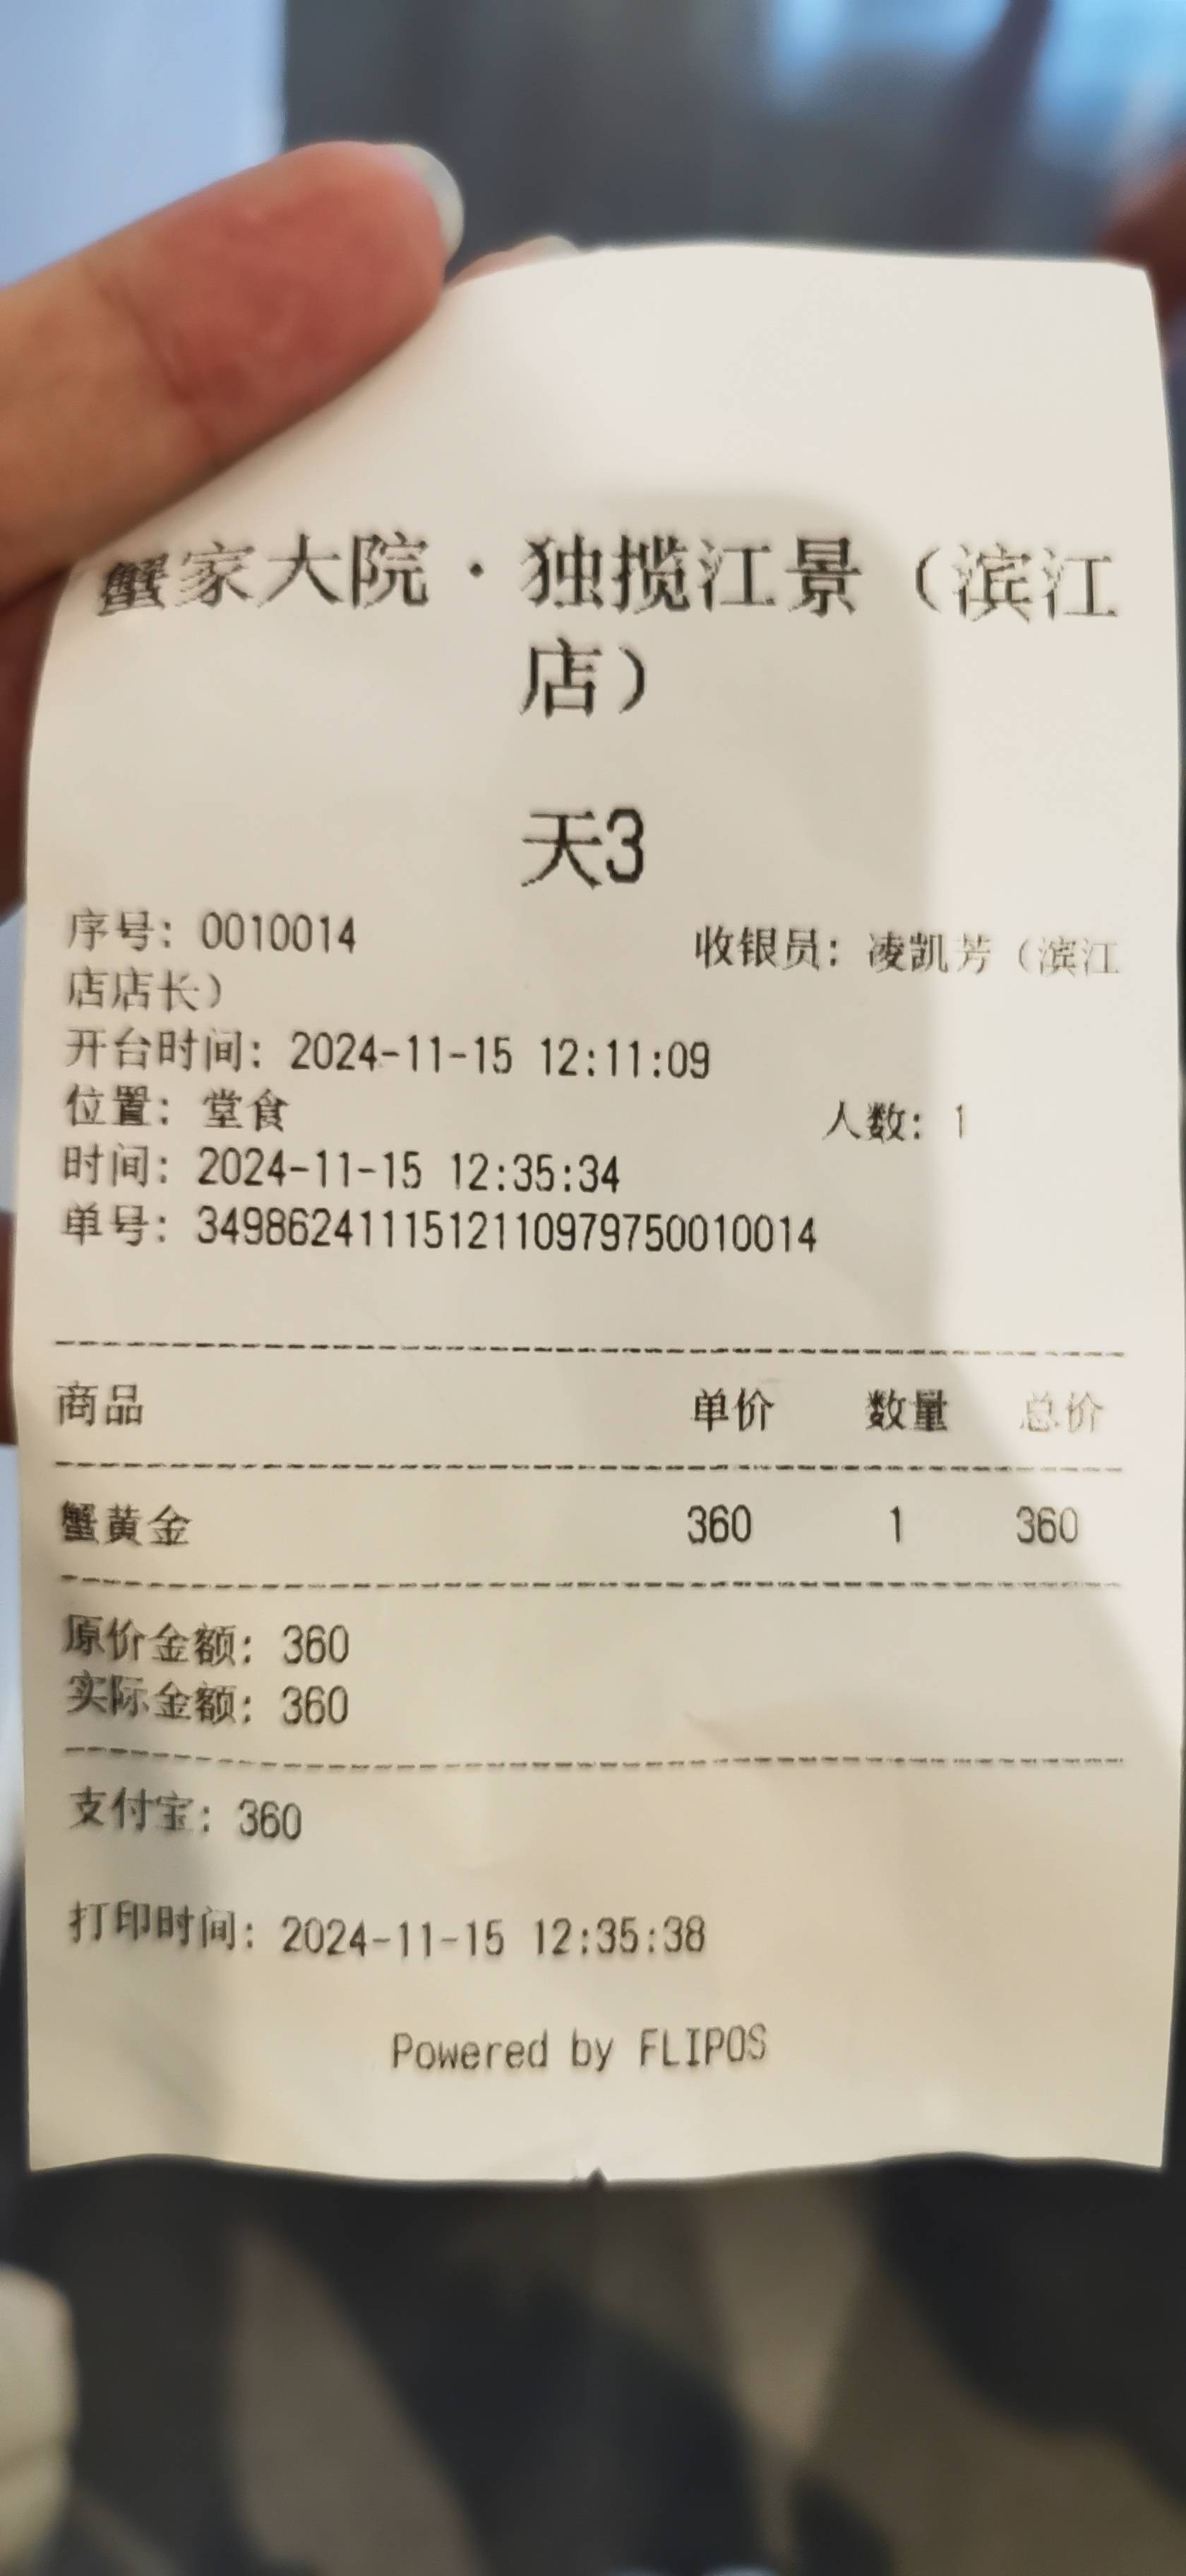 蟹家大院·独揽江景（滨江
店）
天3
序号：0010014 收银员：凌凯芳（滨江
店店长）
开台时间：2024-11-15 12:11:09
位置：堂食 人数：1
时间：2024-11-15 12:35:34
单号：3498624111512110979750010014
商品 单价 数量 总价
蟹黄金 360 1 360
原价金额：360
实际金额：360
支付宝：360
打印时间：2024-11-15 12:35:38
Powered by FLIPOS